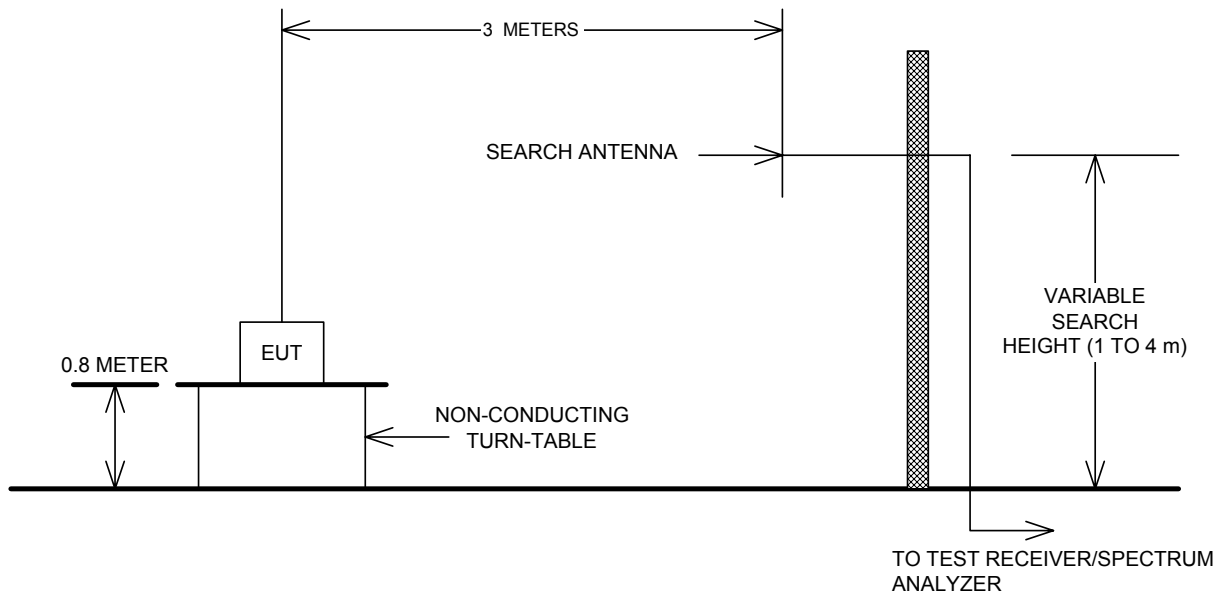 3 METERS
SEARCH ANTENNA
EUT
0.8 METER
NON-CONDUCTING
TURN-TABLE
VARIABLE
SEARCH
HEIGHT (1 TO 4 m)
TO TEST RECEIVER/SPECTRUM
ANALYZER